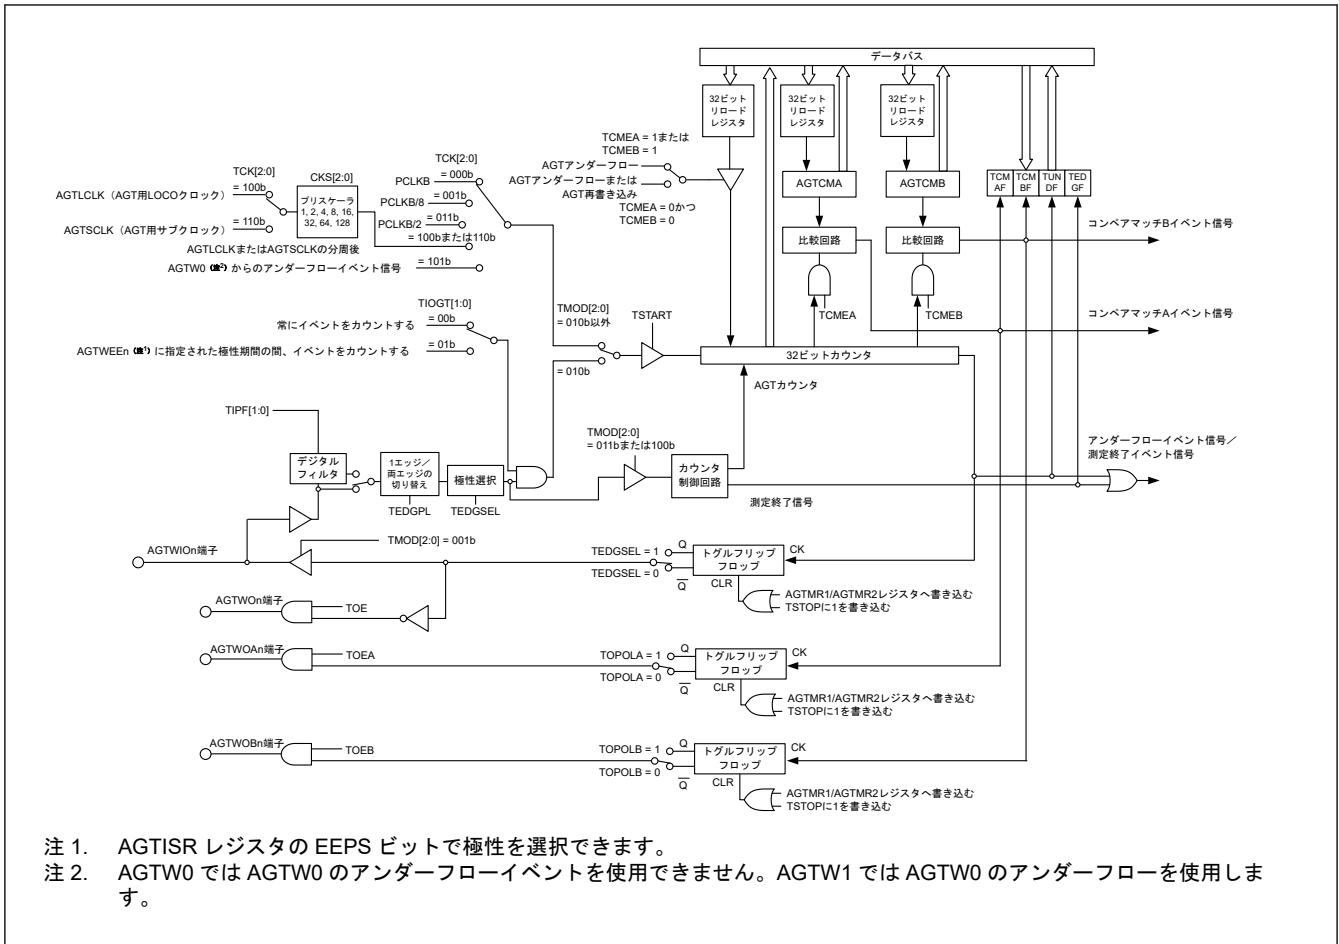 データバス
32ビット
リロード
レジスタ
32ビット
リロード
レジスタ
32ビット
リロード
レジスタ
TCMEA = 1または
TCMEB = 1
AGTアンダーフロー
AGTアンダーフローまたは
AGT再書き込み
TCMEA = 0かつ
TCMEB = 0
AGTCMA
AGTCMB
TCM
AF
TCM
BF
TUN
DF
TED
GF
TCK[2:0]
= 100b
AGTLCLK（AGT用LOCOクロック）
AGTSCLK（AGT用サブクロック）
= 110b
CKS[2:0]
プリスケーラ
1, 2, 4, 8, 16,
32, 64, 128
TCK[2:0]
PCLKB
= 000b
PCLKB/8
= 001b
PCLKB/2
= 011b
= 100bまたは110b
AGTLCLKまたはAGTSCLKの分周後
AGTW0 (注2) からのアンダーフローイベント信号
= 101b
比較回路
比較回路
コンペアマッチBイベント信号
TCMEA
TCMEB
コンペアマッチAイベント信号
TIOGT[1:0]
= 00b
常にイベントをカウントする
AGTWEEn (注1) に指定された極性期間の間、イベントをカウントする
= 01b
TMOD[2:0]
= 010b以外
= 010b
TSTART
32ビットカウンタ
AGTカウンタ
TIPF[1:0]
デジタル
フィルタ
1エッジ／
両エッジの
切り替え
TEDGPL
極性選択
TEDGSEL
TMOD[2:0]
= 011bまたは100b
カウンタ
制御回路
測定終了信号
アンダーフローイベント信号／
測定終了イベント信号
AGTWIOn端子
TMOD[2:0] = 001b
TEDGSEL = 1
TEDGSEL = 0
Q
Q
トグルフリップ
フロップ
CK
CLR
AGTMR1/AGTMR2レジスタへ書き込む
TSTOPに1を書き込む
AGTWOn端子
TOE
AGTWOAn端子
TOEA
TOPOLA = 1
TOPOLA = 0
Q
Q
トグルフリップ
フロップ
CK
CLR
AGTMR1/AGTMR2レジスタへ書き込む
TSTOPに1を書き込む
AGTWOBn端子
TOEB
TOPOLB = 1
TOPOLB = 0
Q
Q
トグルフリップ
フロップ
CK
CLR
AGTMR1/AGTMR2レジスタへ書き込む
TSTOPに1を書き込む
注 1. AGTISR レジスタの EEPS ビットで極性を選択できます。
注 2. AGTW0 では AGTW0 のアンダーフローイベントを使用できません。AGTW1 では AGTW0 のアンダーフローを使用しま
す。